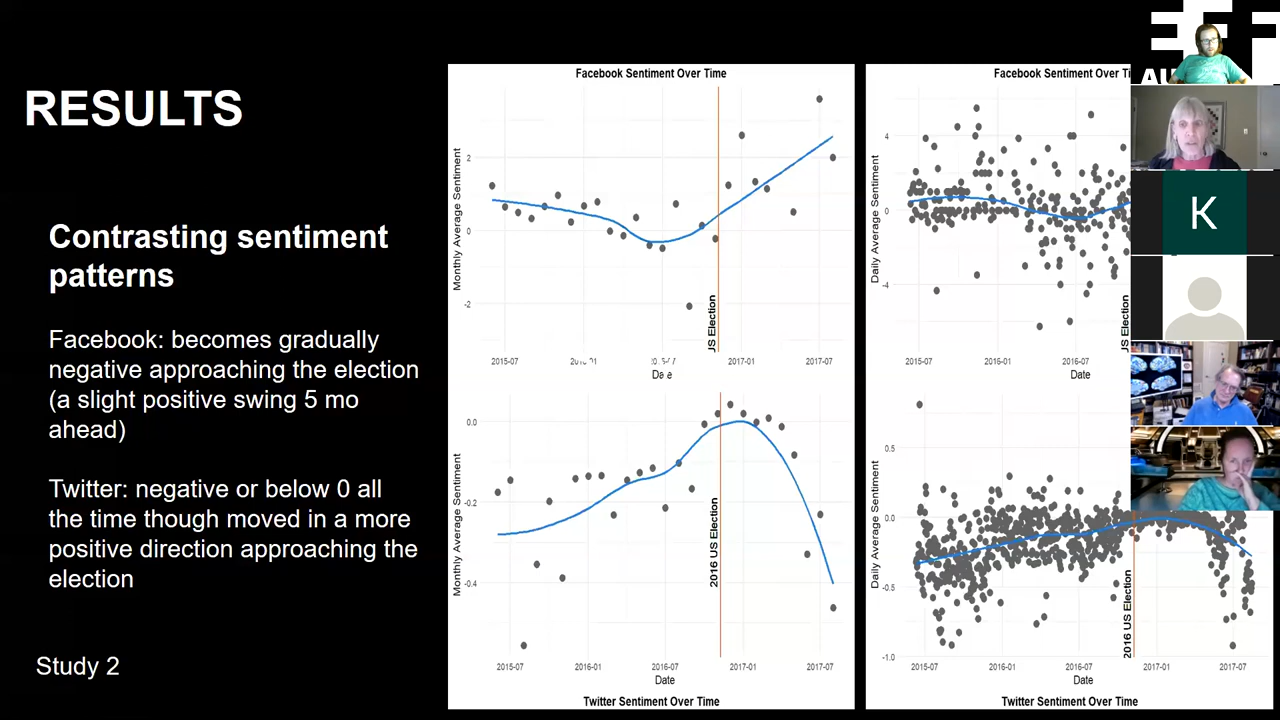 RESULTS
Contrasting sentiment
patterns
Facebook: becomes gradually
negative approaching the election
(a slight positive swing 5 mo
ahead)
Twitter: negative or below 0 all
the time though moved in a more
positive direction approaching the
election
Study 2
Facebook Sentiment Over Time
Monthly Average Sentiment
2
0
-2
JS Election
2015-07
2017-01
2017-07
Date
0.0
-0.2
-0.4
Monthly Average Sentiment
2016 US Election
2015-07
2016-01
2016-07
2017-01
2017-07
Date
Twitter Sentiment Over Time
Facebook Sentiment Over Ti
Daily Average Sentiment
4
0
-4
JS Election
2015-07
2016-01
2016-07
Date
0.5
0.0
-0.5
-1.0
Daily Average Sentiment
2016 US Election
2015-07
2016-01
2016-07
2017-01
2017-07
Date
Twitter Sentiment Over Time
K